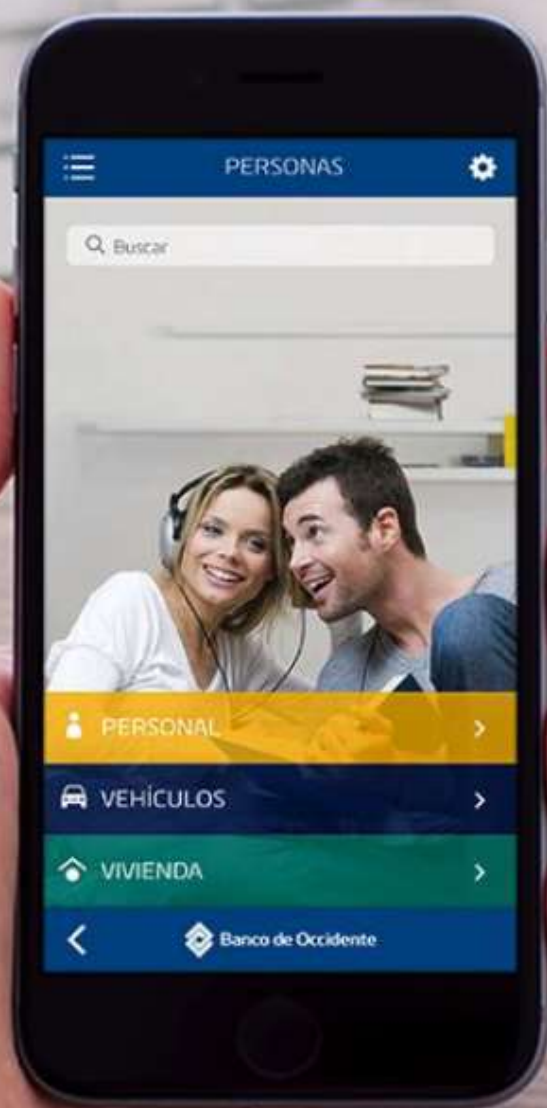 PERSONAS
Buscar
PERSONAL
VEHÍCULOS
VIVIENDA
Banco de Occidente